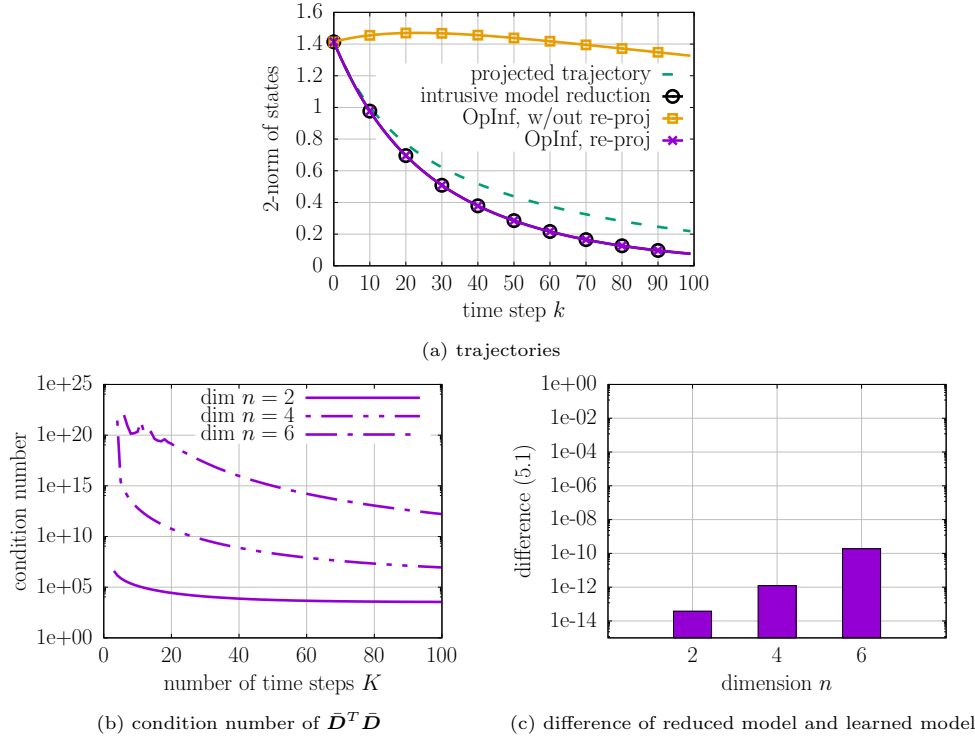 1.6
1.4
1.2
1
0.8
0.6
0.4
0.2
0
2-norm of states
projected trajectory
intrusive model reduction
OpInf, w/out re-proj
OpInf, re-proj
0 10 20 30 40 50 60 70 80 90 100
time step k
(a) trajectories
1e+25
1e+20
1e+15
1e+10
1e+05
1e+00
condition number
dim n = 2
dim n = 4
dim n = 6
0 20 40 60 80 100
number of time steps K
(b) condition number of D̄ᵀD̄
1e+00
1e-02
1e-04
1e-06
1e-08
1e-10
1e-12
1e-14
difference (5.1)
2 4 6
dimension n
(c) difference of reduced model and learned model